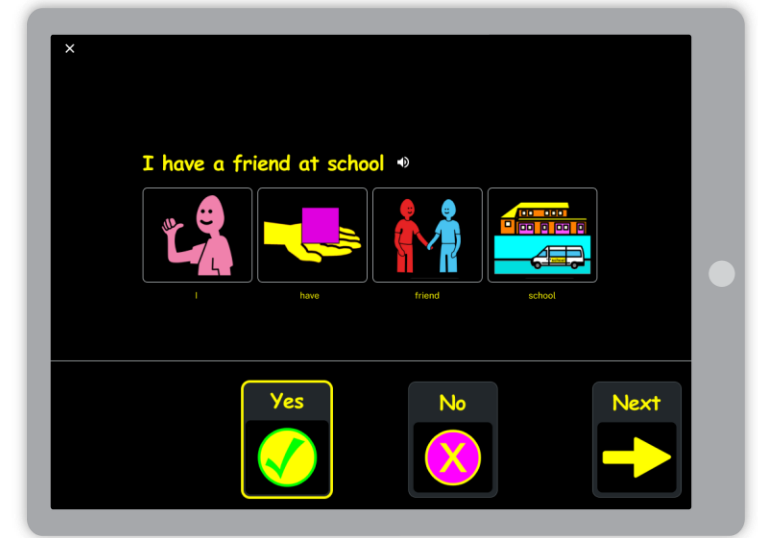 I have a friend at school
I have friend school
Yes No Next